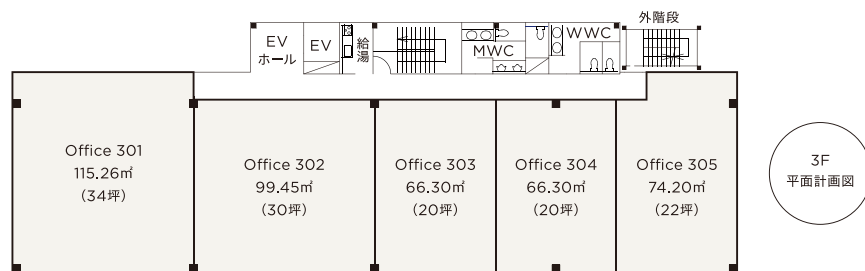 外階段
EV
ホール
EV
給湯
MWC
WWC
Office 301
115.26㎡
(34坪)
Office 302
99.45㎡
(30坪)
Office 303
66.30㎡
(20坪)
Office 304
66.30㎡
(20坪)
Office 305
74.20㎡
(22坪)
3F
平面計画図